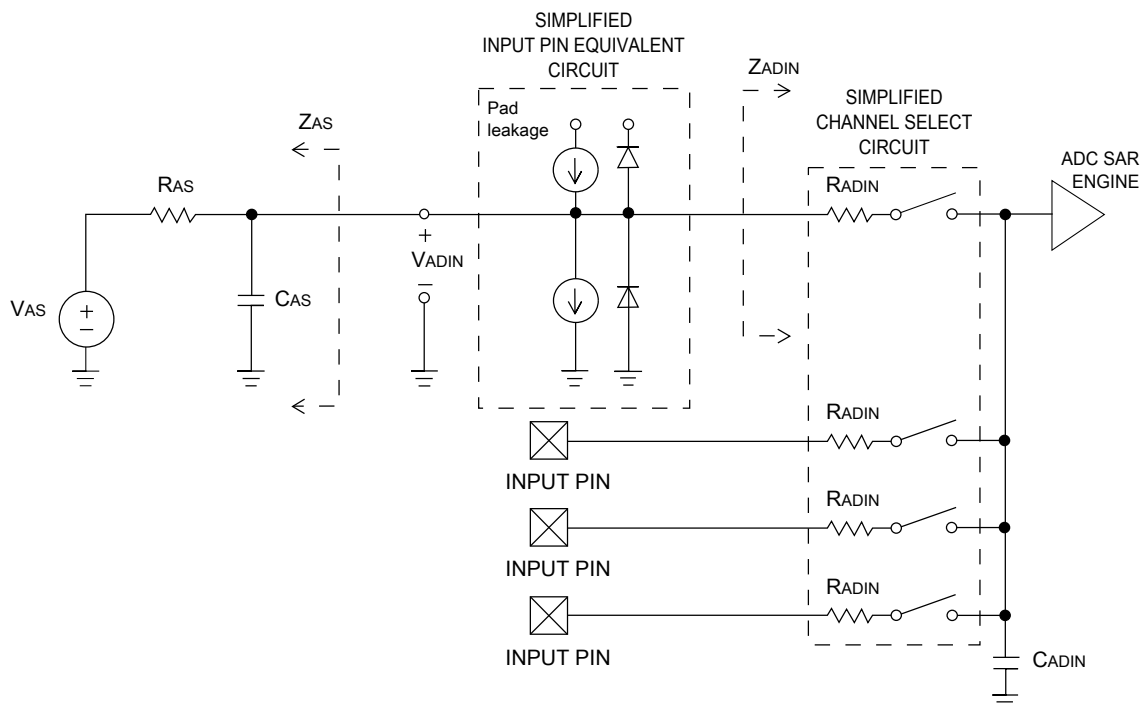 SIMPLIFIED
INPUT PIN EQUIVALENT
CIRCUIT
ZADIN
SIMPLIFIED
CHANNEL SELECT
CIRCUIT
Pad
leakage
ZAS
ADC SAR
ENGINE
RAS
RADIN
+
VADIN
−
CAS
VAS
+
−
RADIN
INPUT PIN
RADIN
INPUT PIN
RADIN
INPUT PIN
CADIN